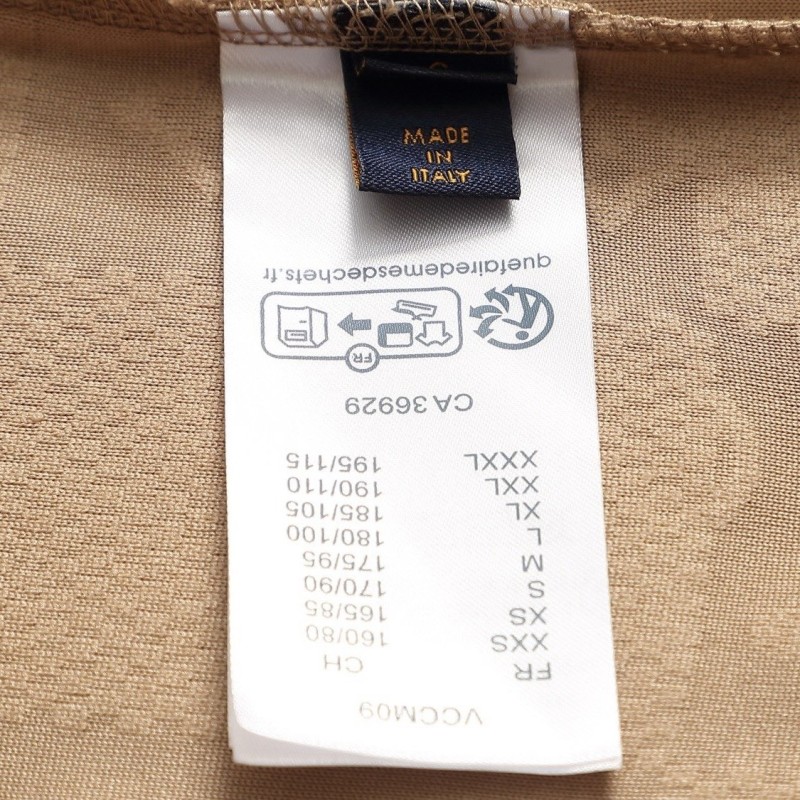 MADE
IN
ITALY
VCCM09
FR CH
XXS 160/80
XS 165/85
S 170/90
M 175/95
L 180/100
XL 185/105
XXL 190/110
XXXL 195/115
CA 36929
FR
quefairedemesdechets.fr